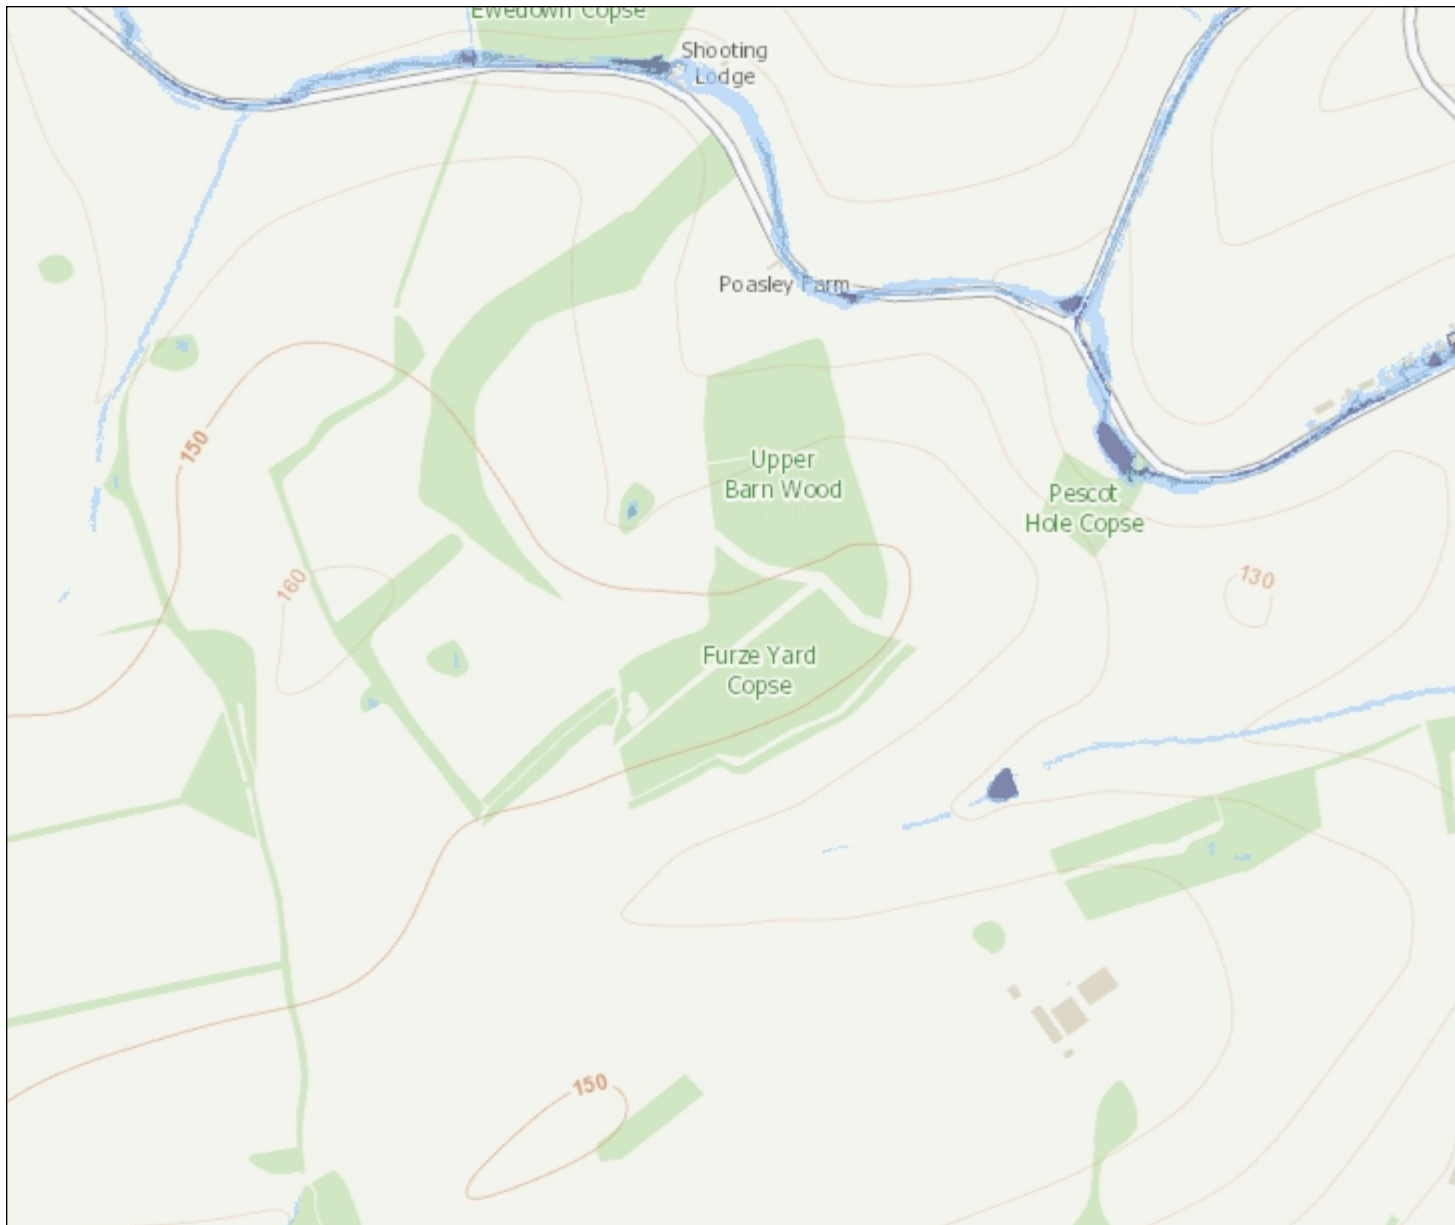 Ewedown Copse
Shooting
Lodge
Poasley Farm
150
Upper
Barn Wood
Pescot
Hole Copse
160
130
Furze Yard
Copse
150